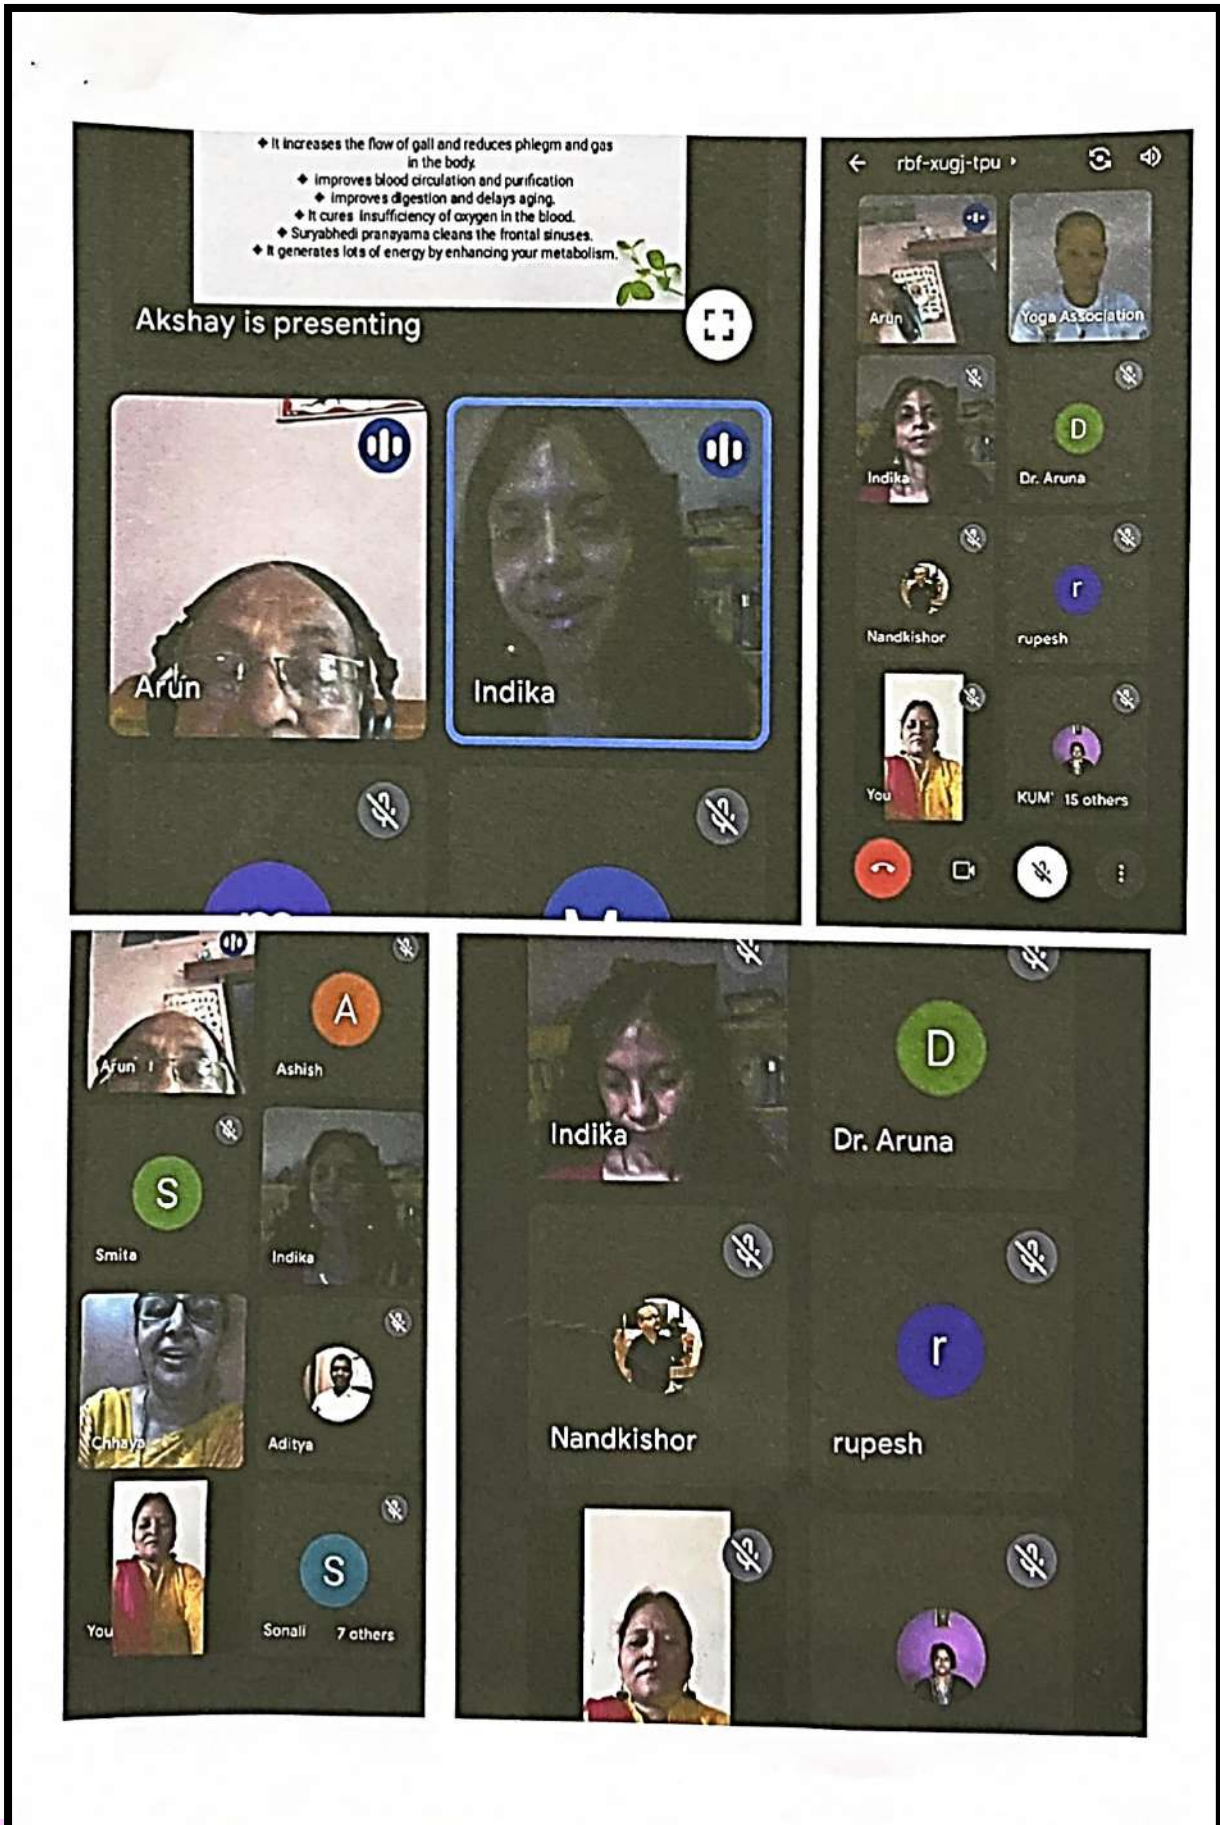 ❖ It increases the flow of gall and reduces phlegm and gas
in the body.
❖ improves blood circulation and purification
❖ improves digestion and delays aging.
❖ It cures insufficiency of oxygen in the blood.
❖ Suryabhedi pranayama cleans the frontal sinuses.
❖ It generates lots of energy by enhancing your metabolism.
Akshay is presenting
Arun
Indika
rbf-xugj-tpu
Arun
Yoga Association
Indika
D
Dr. Aruna
Nandkishor
r
rupesh
You
KUM' 15 others
Arun
A
Ashish
S
Smita
Indika
Chhaya
Aditya
You
S
Sonali 7 others
Indika
D
Dr. Aruna
Nandkishor
r
rupesh